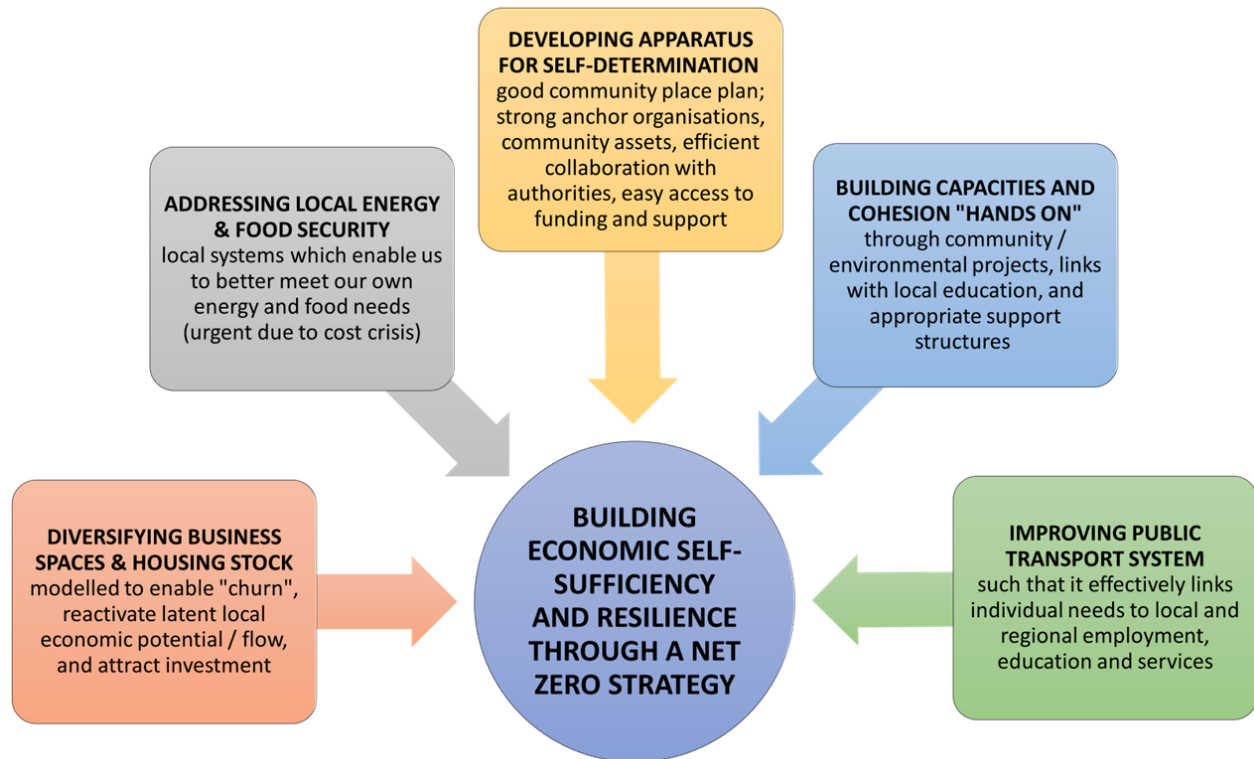 DEVELOPING APPARATUS
FOR SELF-DETERMINATION
good community place plan;
strong anchor organisations,
community assets, efficient
collaboration with
authorities, easy access to
funding and support
ADDRESSING LOCAL ENERGY
& FOOD SECURITY
local systems which enable us
to better meet our own
energy and food needs
(urgent due to cost crisis)
BUILDING CAPACITIES AND
COHESION "HANDS ON"
through community /
environmental projects, links
with local education, and
appropriate support
structures
DIVERSIFYING BUSINESS
SPACES & HOUSING STOCK
modelled to enable "churn",
reactivate latent local
economic potential / flow,
and attract investment
BUILDING
ECONOMIC SELF-
SUFFICIENCY
AND RESILIENCE
THROUGH A NET
ZERO STRATEGY
IMPROVING PUBLIC
TRANSPORT SYSTEM
such that it effectively links
individual needs to local and
regional employment,
education and services